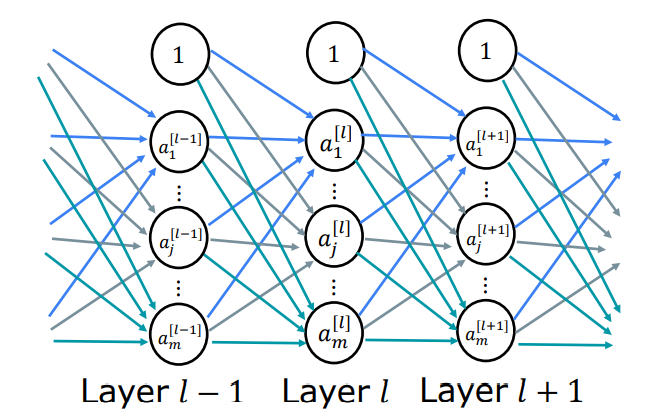 1 1 1
a_1^{[l-1]} a_1^{[l]} a_1^{[l+1]}
⋮ ⋮ ⋮
a_j^{[l-1]} a_j^{[l]} a_j^{[l+1]}
⋮ ⋮ ⋮
a_m^{[l-1]} a_m^{[l]} a_m^{[l+1]}
Layer l − 1 Layer l Layer l + 1